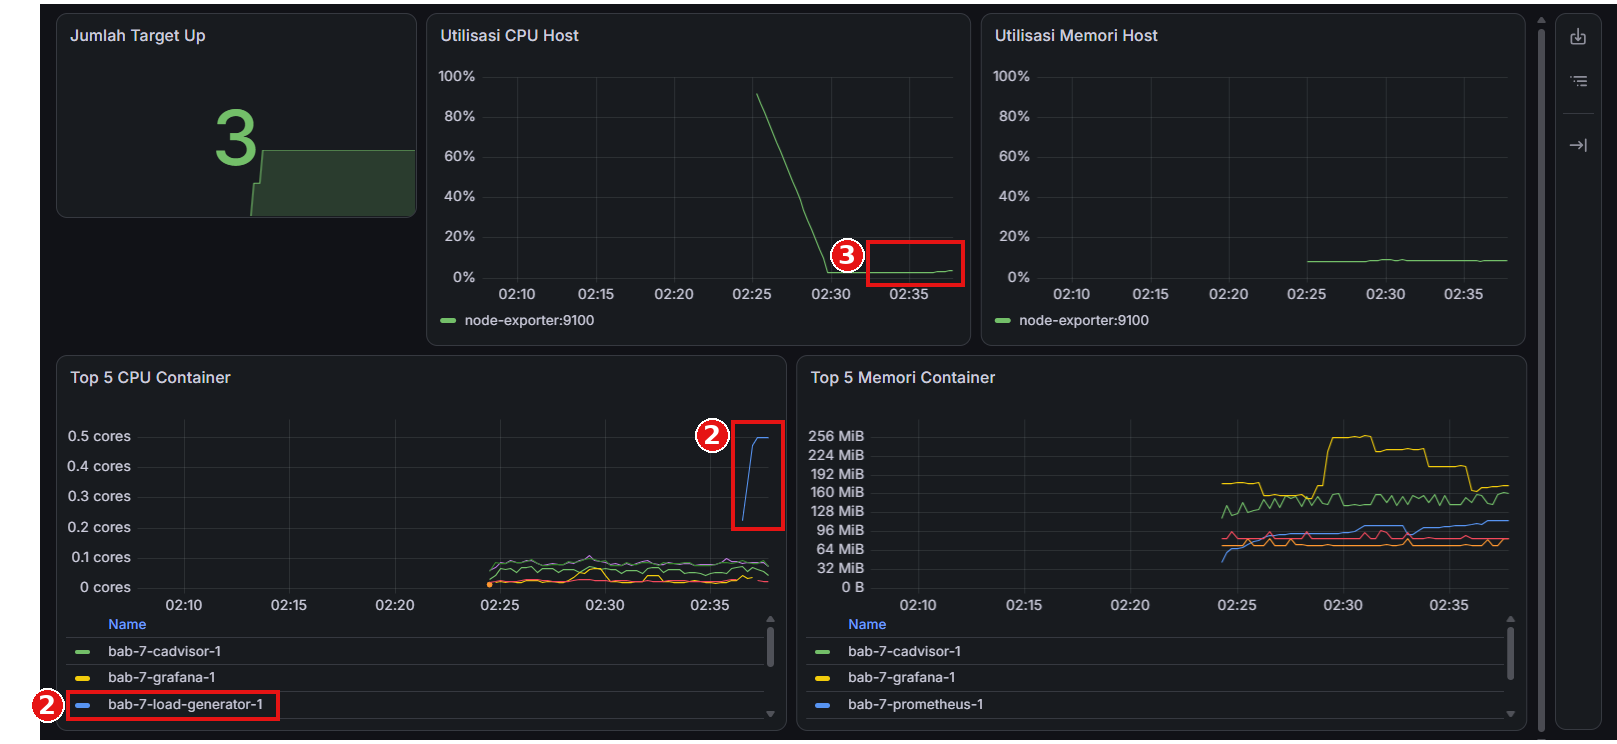 Jumlah Target Up
3
Utilisasi CPU Host
100%
80%
60%
40%
20%
0%
3
02:10 02:15 02:20 02:25 02:30 02:35
node-exporter:9100
Utilisasi Memori Host
100%
80%
60%
40%
20%
0%
02:10 02:15 02:20 02:25 02:30 02:35
node-exporter:9100
Top 5 CPU Container
2
0.5 cores
0.4 cores
0.3 cores
0.2 cores
0.1 cores
0 cores
02:10 02:15 02:20 02:25 02:30 02:35
Name
bab-7-cadvisor-1
bab-7-grafana-1
2 bab-7-load-generator-1
Top 5 Memori Container
256 MiB
224 MiB
192 MiB
160 MiB
128 MiB
96 MiB
64 MiB
32 MiB
0 B
02:10 02:15 02:20 02:25 02:30 02:35
Name
bab-7-cadvisor-1
bab-7-grafana-1
bab-7-prometheus-1